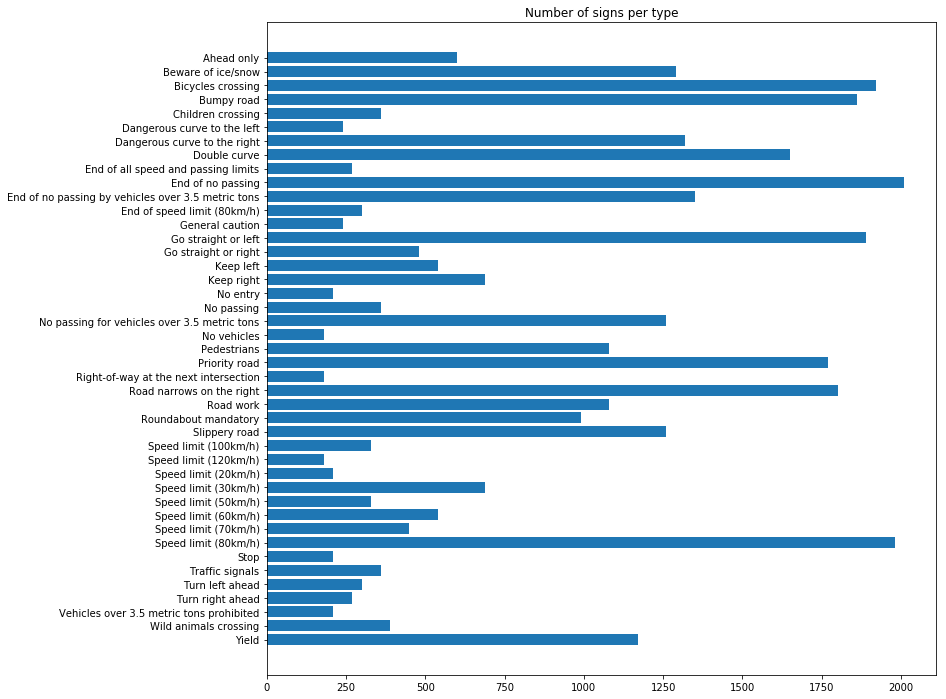 Number of signs per type
Ahead only
Beware of ice/snow
Bicycles crossing
Bumpy road
Children crossing
Dangerous curve to the left
Dangerous curve to the right
Double curve
End of all speed and passing limits
End of no passing
End of no passing by vehicles over 3.5 metric tons
End of speed limit (80km/h)
General caution
Go straight or left
Go straight or right
Keep left
Keep right
No entry
No passing
No passing for vehicles over 3.5 metric tons
No vehicles
Pedestrians
Priority road
Right-of-way at the next intersection
Road narrows on the right
Road work
Roundabout mandatory
Slippery road
Speed limit (100km/h)
Speed limit (120km/h)
Speed limit (20km/h)
Speed limit (30km/h)
Speed limit (50km/h)
Speed limit (60km/h)
Speed limit (70km/h)
Speed limit (80km/h)
Stop
Traffic signals
Turn left ahead
Turn right ahead
Vehicles over 3.5 metric tons prohibited
Wild animals crossing
Yield
0 250 500 750 1000 1250 1500 1750 2000